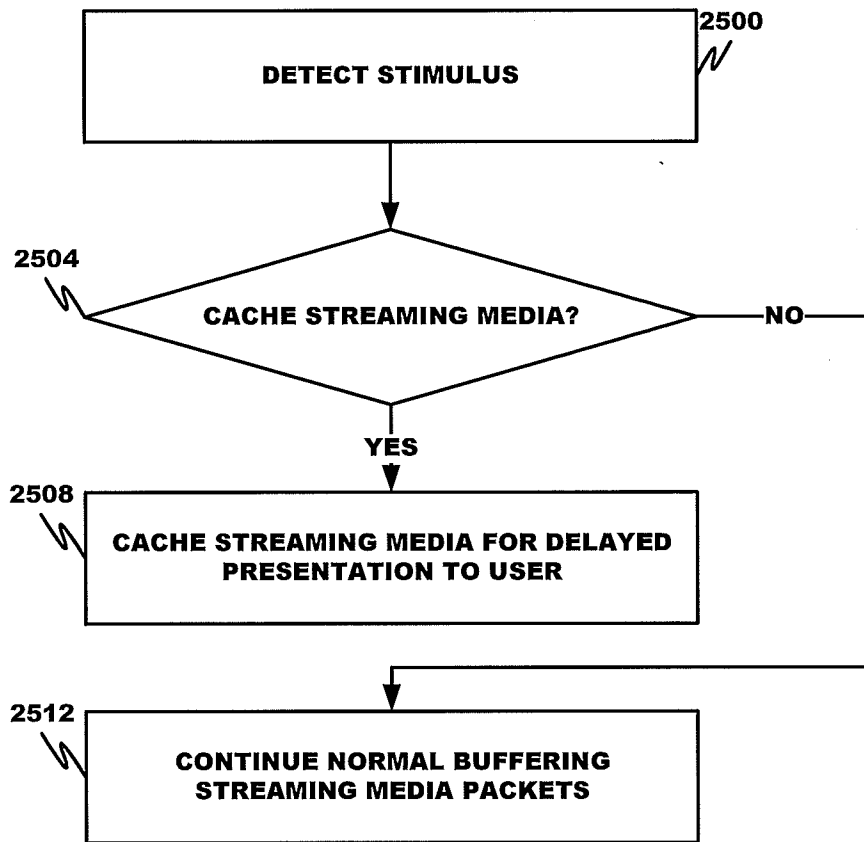 2500
DETECT STIMULUS
2504
CACHE STREAMING MEDIA?
NO
YES
2508
CACHE STREAMING MEDIA FOR DELAYED
PRESENTATION TO USER
2512
CONTINUE NORMAL BUFFERING
STREAMING MEDIA PACKETS